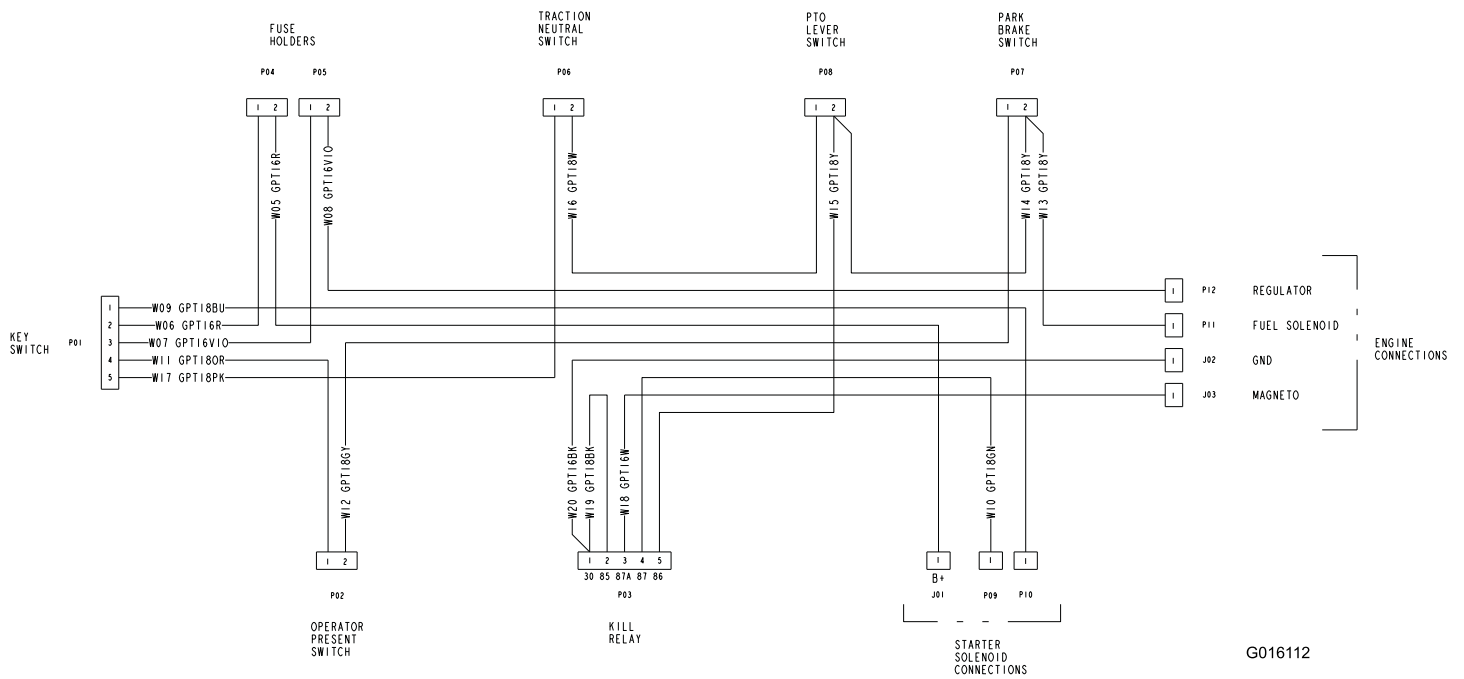 FUSE
HOLDERS
TRACTION
NEUTRAL
SWITCH
PTO
LEVER
SWITCH
PARK
BRAKE
SWITCH
P04
P05
P06
P08
P07
1 2
1 2
1 2
1 2
1 2
W05 GPT16R
W08 GPT16VIO
W16 GPT18W
W15 GPT18Y
W14 GPT18Y
W13 GPT18Y
KEY
SWITCH
P01
1
2
3
4
5
W09 GPT18BU
W06 GPT16R
W07 GPT16VIO
W11 GPT18OR
W17 GPT18PK
1 P12 REGULATOR
1 P11 FUEL SOLENOID
1 J02 GND
1 J03 MAGNETO
ENGINE
CONNECTIONS
W12 GPT18GY
W20 GPT16BK
W19 GPT18BK
W18 GPT16W
W10 GPT18GN
1 2
P02
OPERATOR
PRESENT
SWITCH
1 2 3 4 5
30 85 87A 87 86
P03
KILL
RELAY
1
1
1
B+
J01
P09
P10
STARTER
SOLENOID
CONNECTIONS
G016112